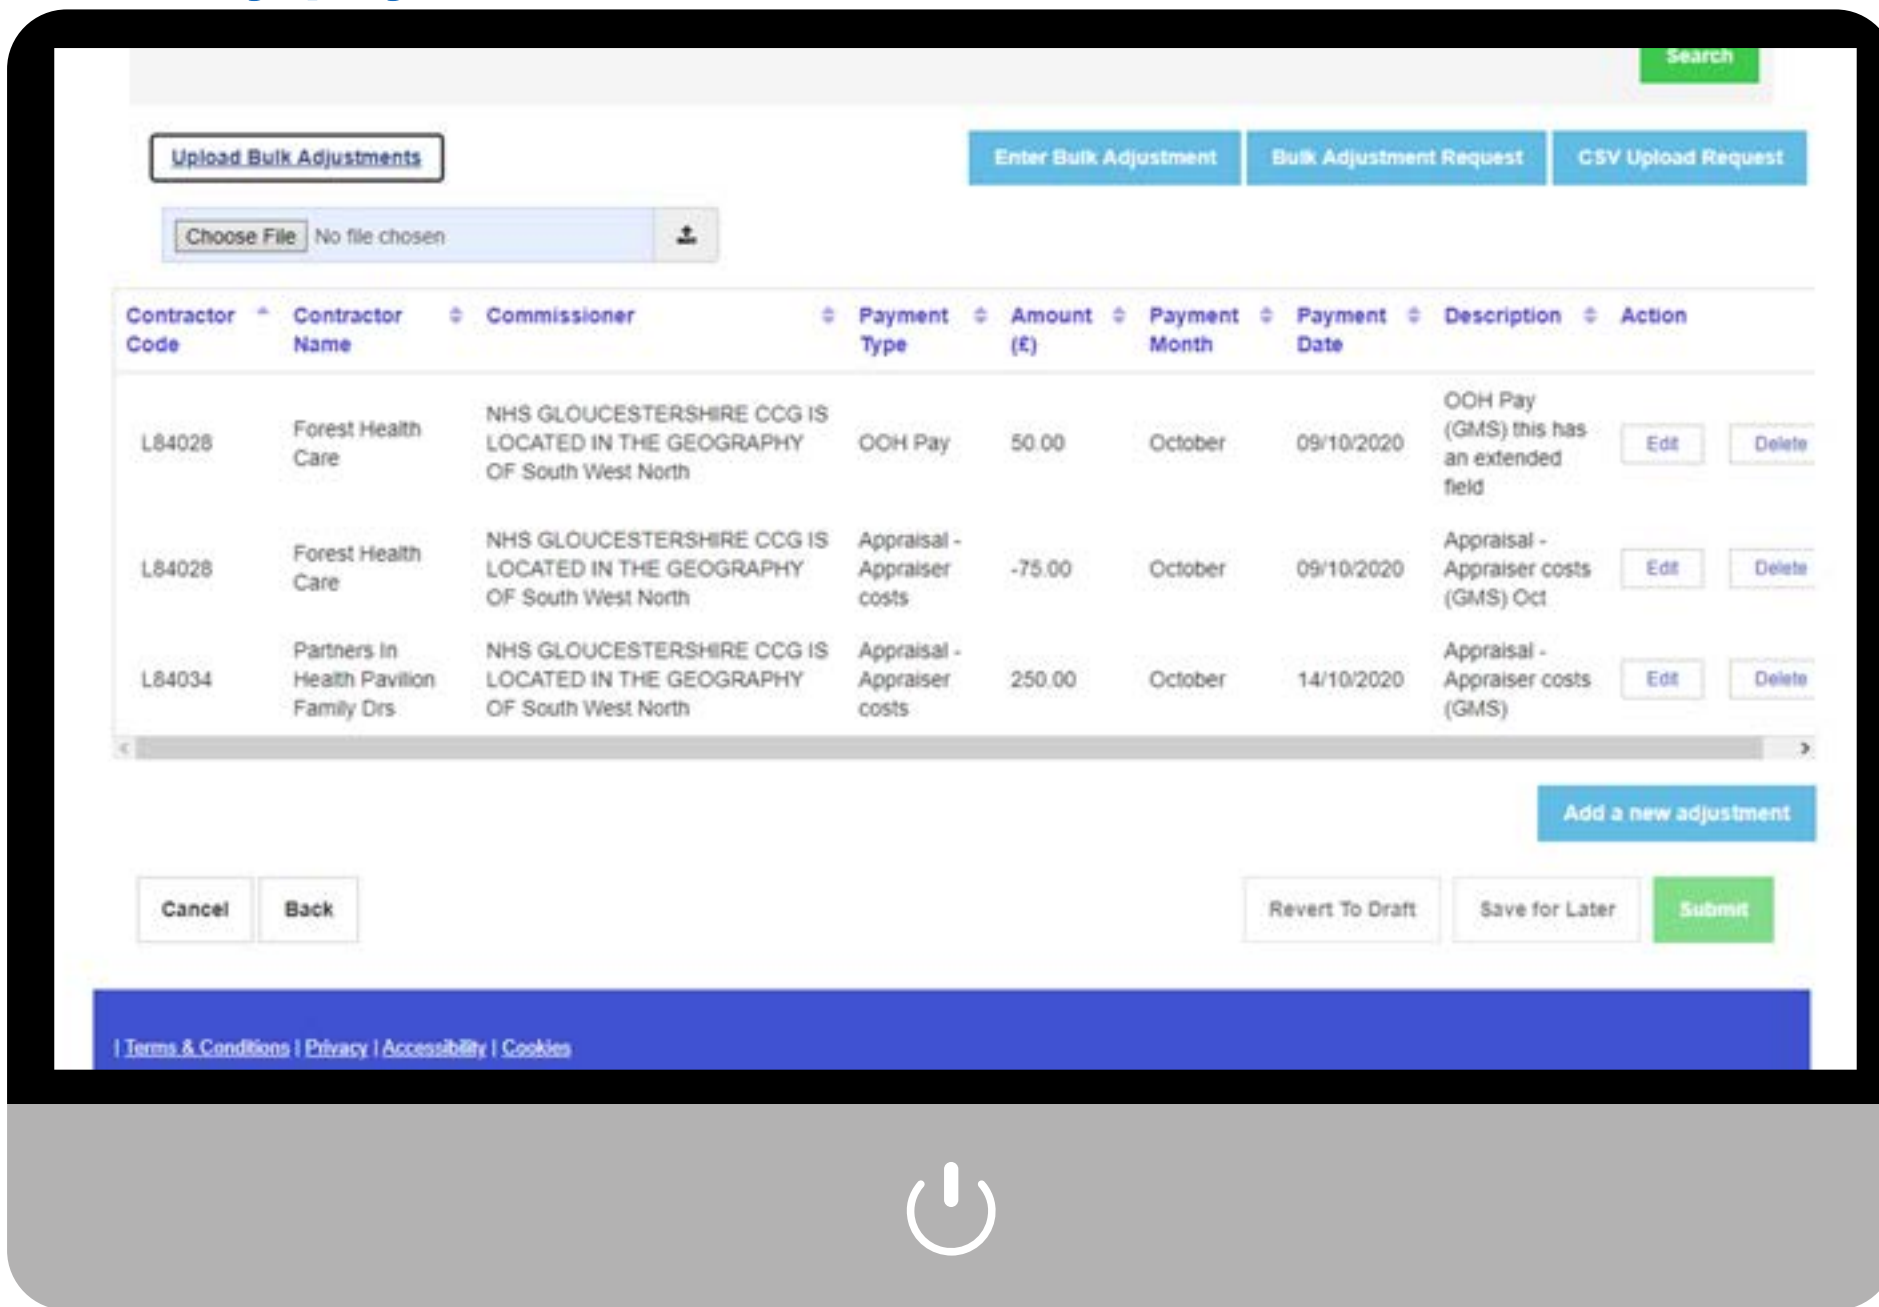 Search
Upload Bulk Adjustments
Enter Bulk Adjustment
Bulk Adjustment Request
CSV Upload Request
Choose File No file chosen
Contractor Code
Contractor Name
Commissioner
Payment Type
Amount (£)
Payment Month
Payment Date
Description
Action
L84028
Forest Health
Care
NHS GLOUCESTERSHIRE CCG IS
LOCATED IN THE GEOGRAPHY
OF South West North
OOH Pay
50.00
October
09/10/2020
OOH Pay
(GMS) this has
an extended
field
Edit
Delete
L84028
Forest Health
Care
NHS GLOUCESTERSHIRE CCG IS
LOCATED IN THE GEOGRAPHY
OF South West North
Appraisal -
Appraiser
costs
-75.00
October
09/10/2020
Appraisal -
Appraiser costs
(GMS) Oct
Edit
Delete
L84034
Partners In
Health Pavilion
Family Drs
NHS GLOUCESTERSHIRE CCG IS
LOCATED IN THE GEOGRAPHY
OF South West North
Appraisal -
Appraiser
costs
250.00
October
14/10/2020
Appraisal -
Appraiser costs
(GMS)
Edit
Delete
Add a new adjustment
Cancel
Back
Revert To Draft
Save for Later
Submit
| Terms & Conditions | Privacy | Accessibility | Cookies